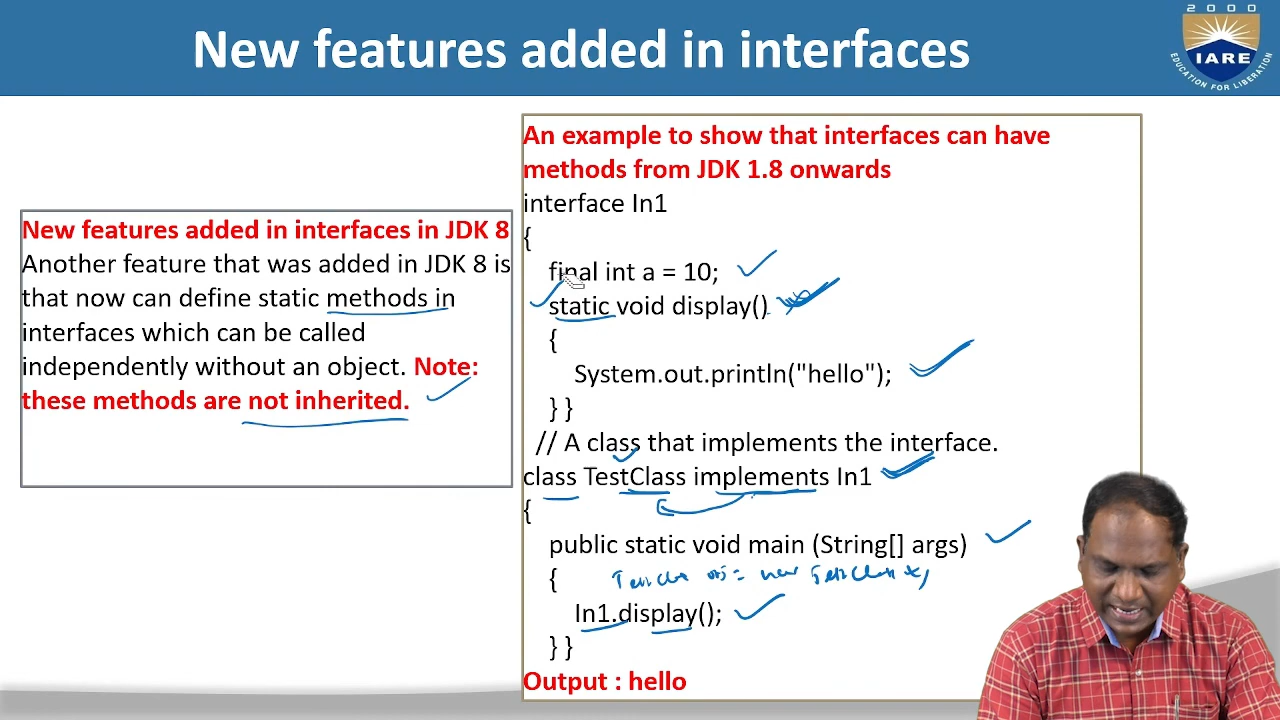 New features added in interfaces
2000
IARE
EDUCATION FOR LIBERATION
New features added in interfaces in JDK 8
Another feature that was added in JDK 8 is
that now can define static methods in
interfaces which can be called
independently without an object. Note:
these methods are not inherited.
An example to show that interfaces can have
methods from JDK 1.8 onwards
interface In1
{
final int a = 10;
static void display()
{
System.out.println("hello");
} }
// A class that implements the interface.
class TestClass implements In1
{
public static void main (String[] args)
{
In1.display();
} }
Output : hello